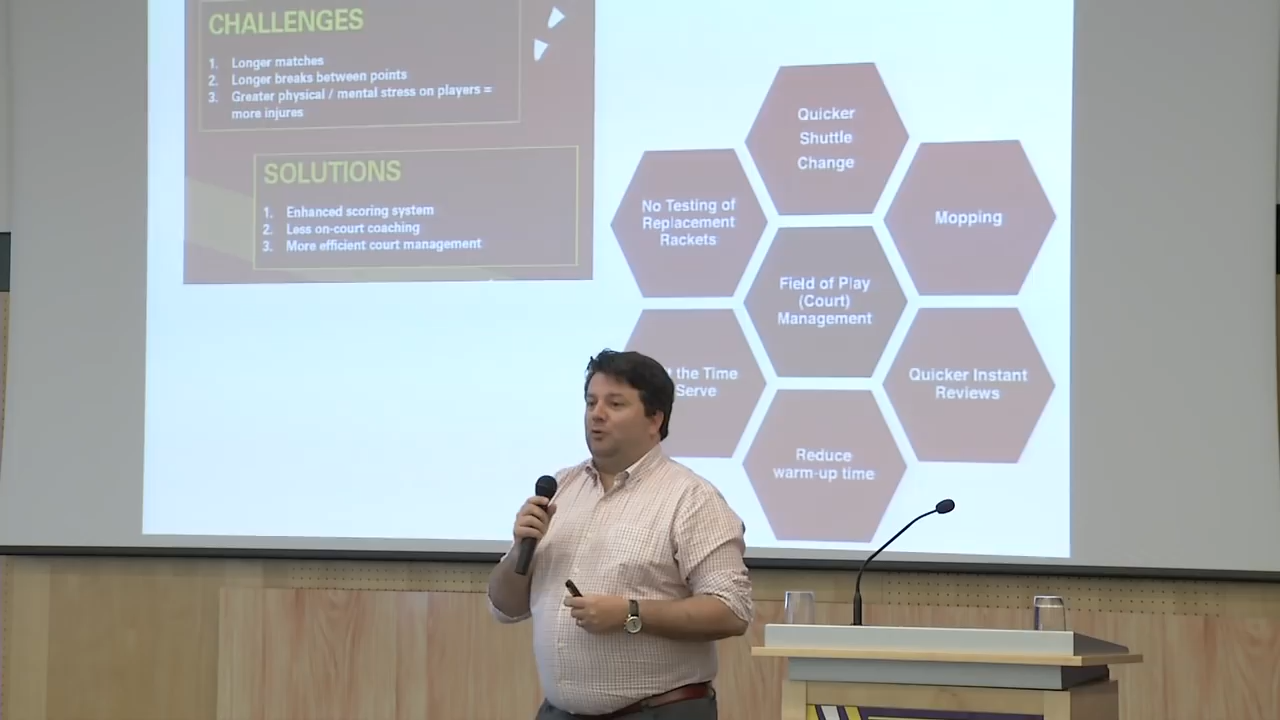 CHALLENGES
1. Longer matches
2. Longer breaks between points
3. Greater physical / mental stress on players =
more injures
SOLUTIONS
1. Enhanced scoring system
2. Less on-court coaching
3. More efficient court management
Quicker
Shuttle
Change
No Testing of
Replacement
Rackets
Mopping
Field of Play
(Court)
Management
the Time
Serve
Quicker Instant
Reviews
Reduce
warm-up time